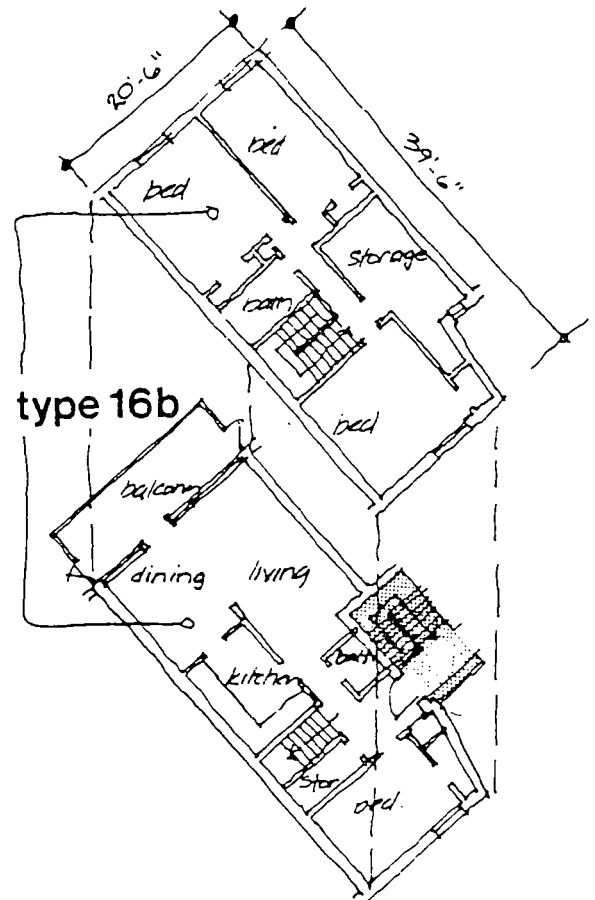 20'-6"
39'-6"
bed
bed
storage
bath
bed
type 16b
balcony
dining
living
bath
kitchen
stor.
bed.